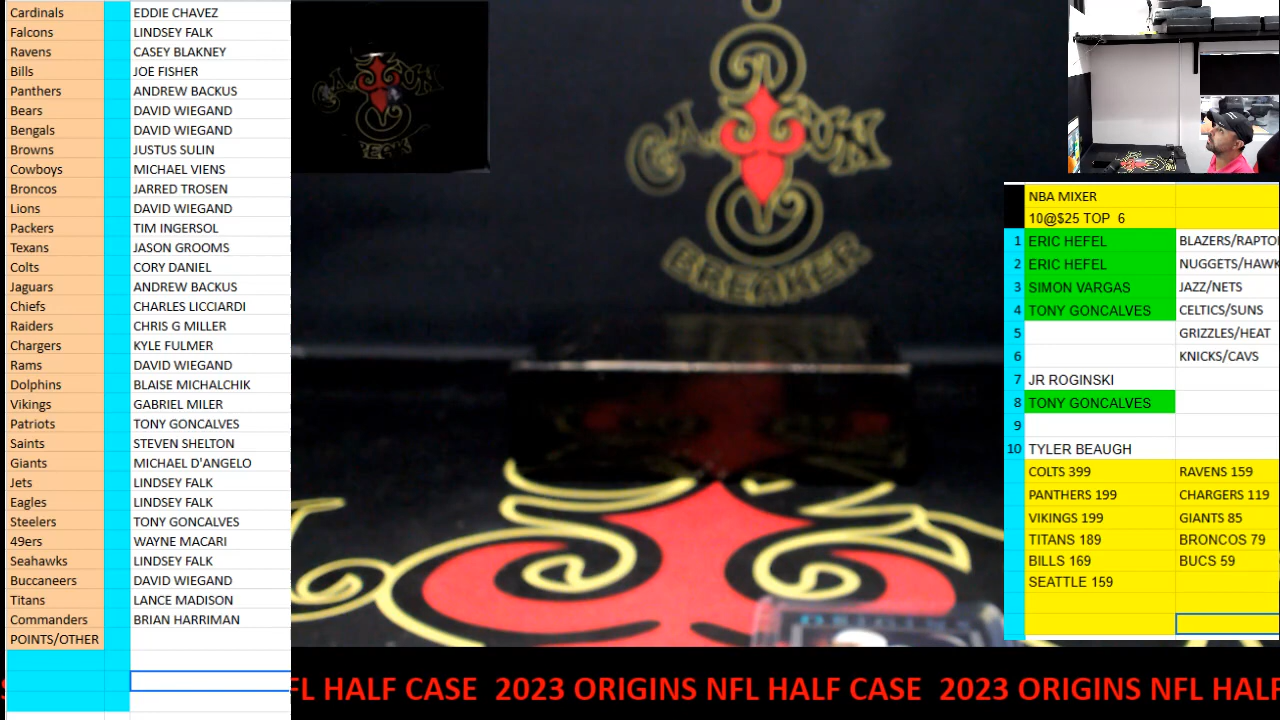 Cardinals EDDIE CHAVEZ
Falcons LINDSEY FALK
Ravens CASEY BLAKNEY
Bills JOE FISHER
Panthers ANDREW BACKUS
Bears DAVID WIEGAND
Bengals DAVID WIEGAND
Browns JUSTUS SULIN
Cowboys MICHAEL VIENS
Broncos JARRED TROSEN
Lions DAVID WIEGAND
Packers TIM INGERSOL
Texans JASON GROOMS
Colts CORY DANIEL
Jaguars ANDREW BACKUS
Chiefs CHARLES LICCIARDI
Raiders CHRIS G MILLER
Chargers KYLE FULMER
Rams DAVID WIEGAND
Dolphins BLAISE MICHALCHIK
Vikings GABRIEL MILER
Patriots TONY GONCALVES
Saints STEVEN SHELTON
Giants MICHAEL D'ANGELO
Jets LINDSEY FALK
Eagles LINDSEY FALK
Steelers TONY GONCALVES
49ers WAYNE MACARI
Seahawks LINDSEY FALK
Buccaneers DAVID WIEGAND
Titans LANCE MADISON
Commanders BRIAN HARRIMAN
POINTS/OTHER
BREAKER
NBA MIXER
10@$25 TOP 6
1 ERIC HEFEL BLAZERS/RAPTO
2 ERIC HEFEL NUGGETS/HAWK
3 SIMON VARGAS JAZZ/NETS
4 TONY GONCALVES CELTICS/SUNS
5 GRIZZLES/HEAT
6 KNICKS/CAVS
7 JR ROGINSKI
8 TONY GONCALVES
9
10 TYLER BEAUGH
COLTS 399 RAVENS 159
PANTHERS 199 CHARGERS 119
VIKINGS 199 GIANTS 85
TITANS 189 BRONCOS 79
BILLS 169 BUCS 59
SEATTLE 159
FL HALF CASE 2023 ORIGINS NFL HALF CASE 2023 ORIGINS NFL HALF